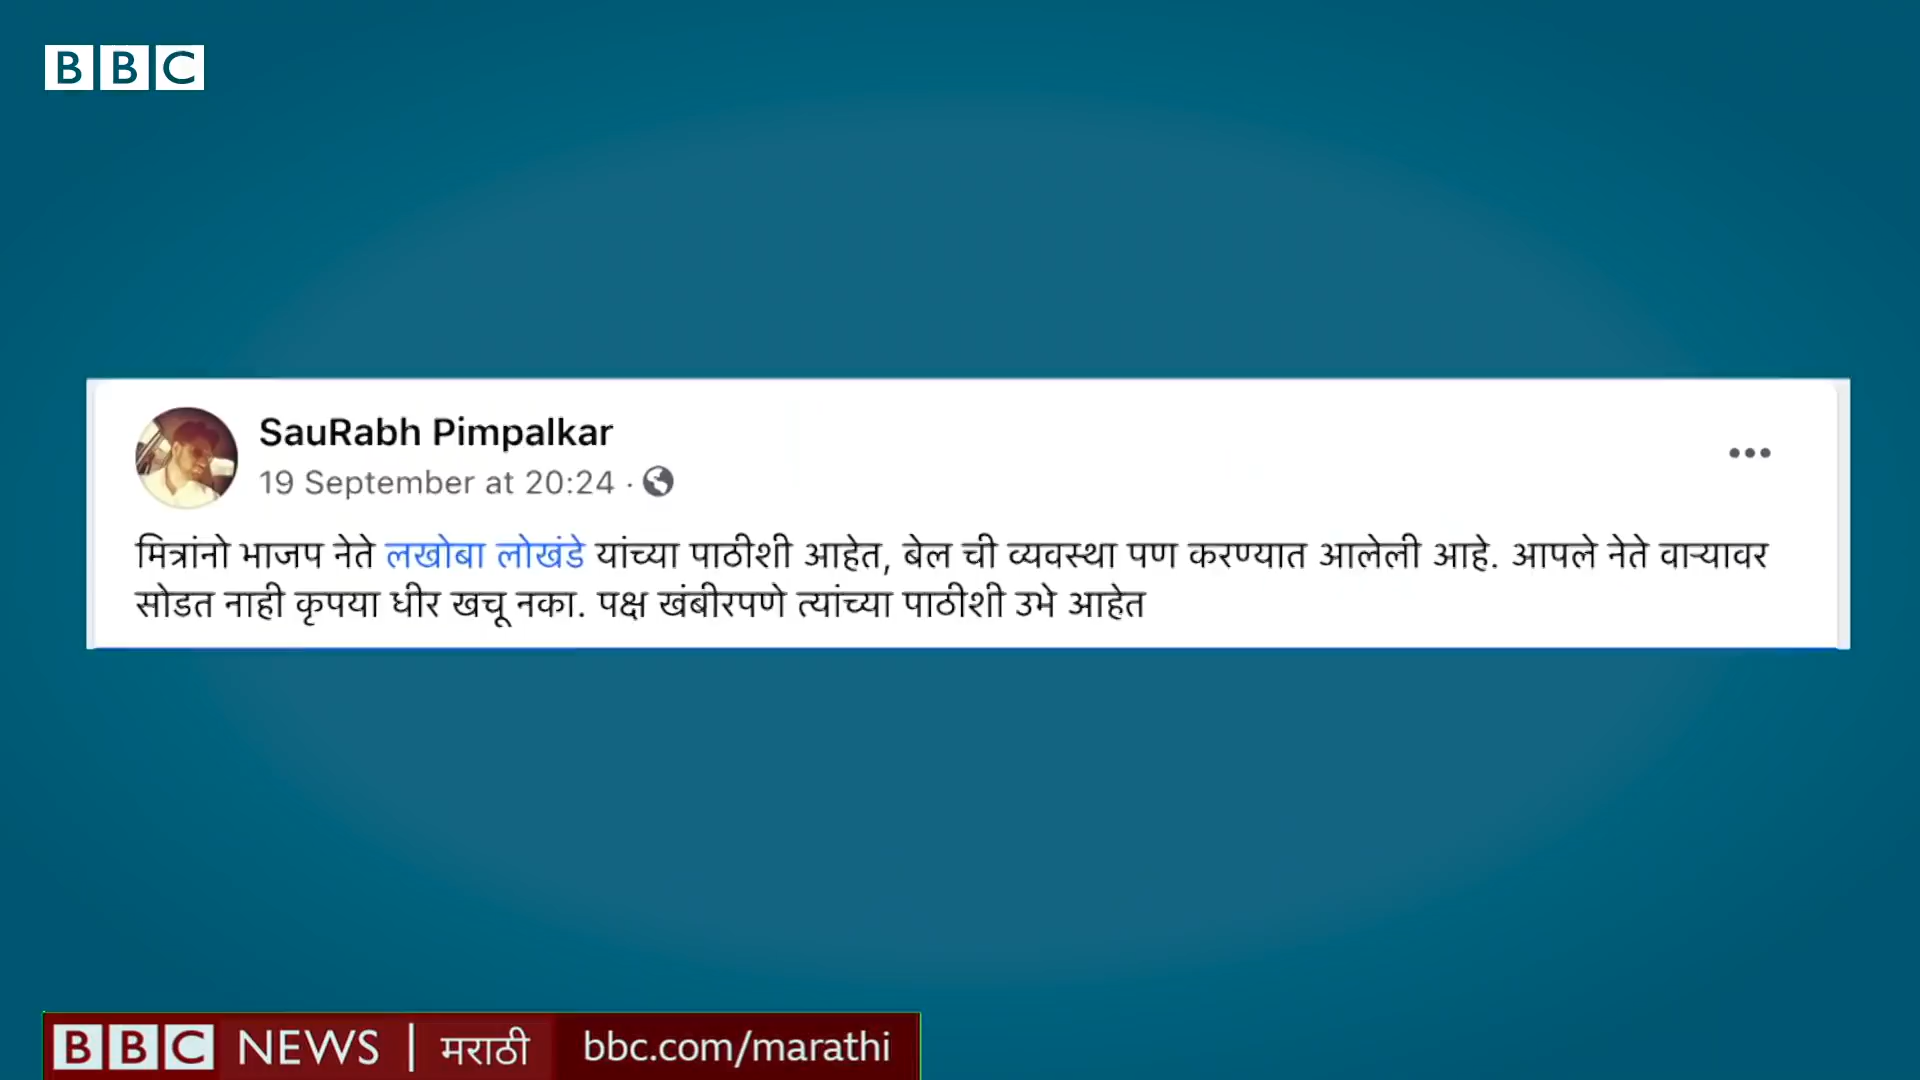 BBC
SauRabh Pimpalkar
19 September at 20:24 ·
मित्रांनो भाजप नेते लखोबा लोखंडे यांच्या पाठीशी आहेत, बेल ची व्यवस्था पण करण्यात आलेली आहे. आपले नेते वाऱ्यावर
सोडत नाही कृपया धीर खचू नका. पक्ष खंबीरपणे त्यांच्या पाठीशी उभे आहेत
BBC NEWS | मराठी bbc.com/marathi